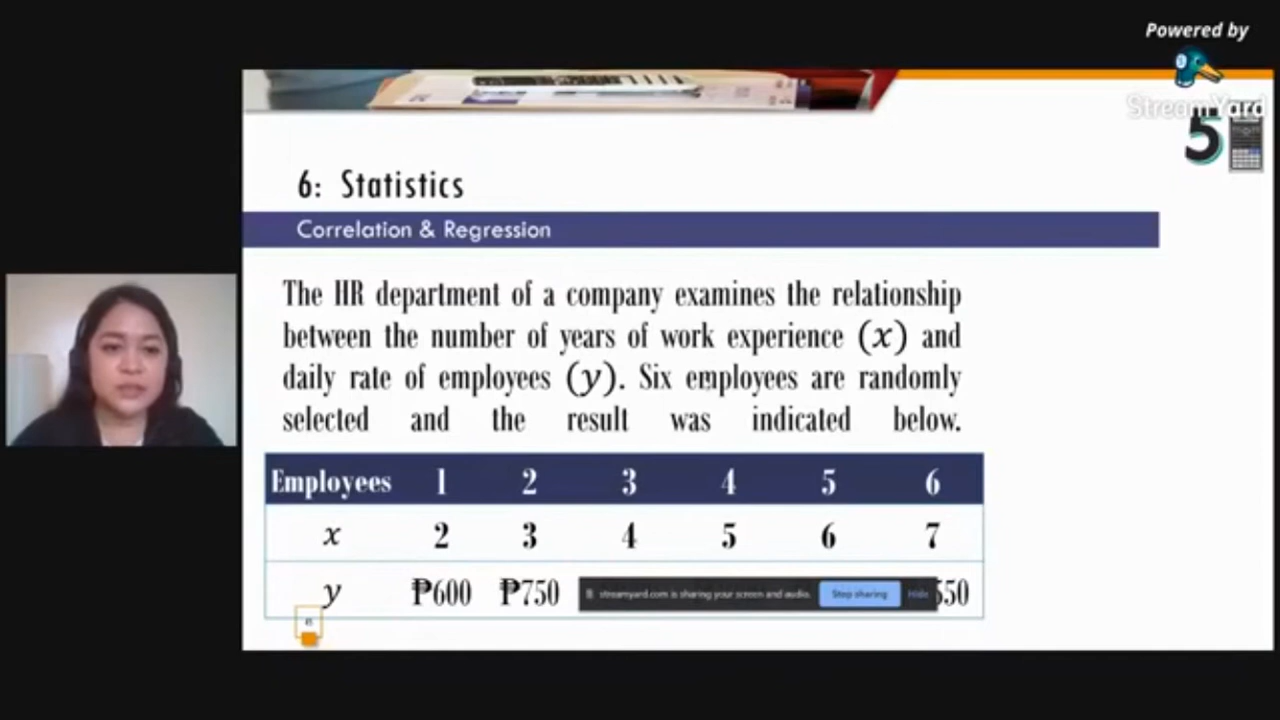 Powered by
StreamYard
5
6: Statistics
Correlation & Regression
The HR department of a company examines the relationship
between the number of years of work experience (x) and
daily rate of employees (y). Six employees are randomly
selected and the result was indicated below.
Employees 1 2 3 4 5 6
x 2 3 4 5 6 7
y ₱600 ₱750 550
streamyard.com is sharing your screen and audio. Stop sharing Hide